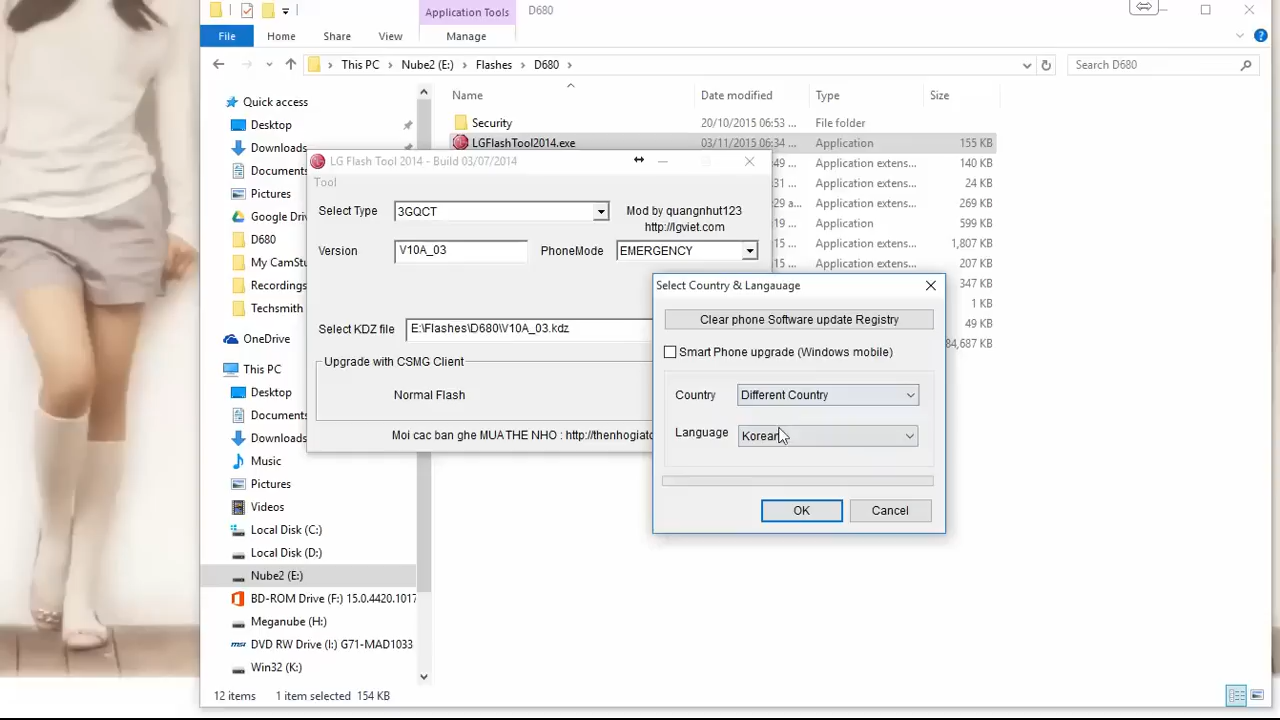 Application Tools D680
File Home Share View Manage
This PC Nube2 (E:) Flashes D680 Search D680
Name Date modified Type Size
Quick access
Desktop
Downloads
Documents
Pictures
Google Driv
D680
My CamStu
Recordings
Techsmith
OneDrive
This PC
Desktop
Documents
Downloads
Music
Pictures
Videos
Local Disk (C:)
Local Disk (D:)
Nube2 (E:)
BD-ROM Drive (F:) 15.0.4420.1017
Meganube (H:)
msi DVD RW Drive (I:) G71-MAD1033
Win32 (K:)
Security 20/10/2015 06:53 ... File folder
LGFlashTool2014.exe 03/11/2015 06:34 ... Application 155 KB
:49 ... Application extens... 140 KB
Application extens... 24 KB
Application extens... 269 KB
:29 a... Application 599 KB
:15 ... Application extens... 1,807 KB
:15 ... Application extens... 207 KB
347 KB
1 KB
49 KB
84,687 KB
LG Flash Tool 2014 - Build 03/07/2014
Tool
Select Type 3GQCT Mod by quangnhut123
http://lgviet.com
Version V10A_03 PhoneMode EMERGENCY
Select KDZ file E:\Flashes\D680\V10A_03.kdz
Upgrade with CSMG Client
Normal Flash
Moi cac ban ghe MUATHE NHO : http://thenhogiato
Select Country & Langauage
Clear phone Software update Registry
Smart Phone upgrade (Windows mobile)
Country Different Country
Language Korean
OK Cancel
12 items 1 item selected 154 KB